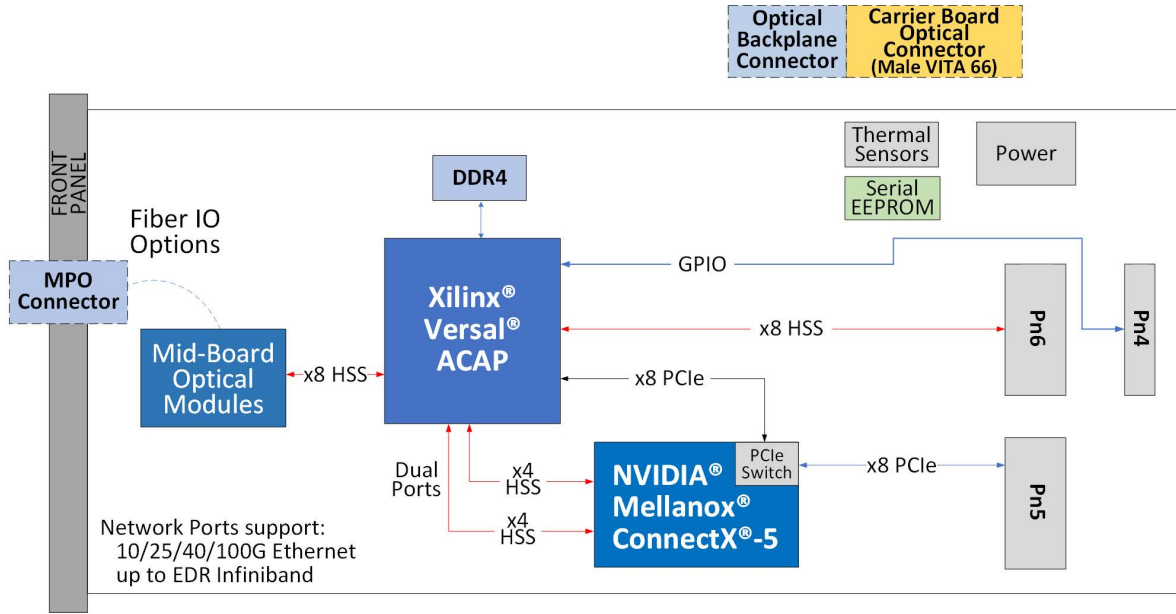 Optical
Backplane
Connector
Carrier Board
Optical
Connector
(Male VITA 66)
FRONT
PANEL
Thermal
Sensors
Power
DDR4
Serial
EEPROM
Fiber IO
Options
GPIO
MPO
Connector
Xilinx®
Versal®
ACAP
x8 HSS
Pn6
Pn4
Mid-Board
Optical
Modules
x8 HSS
x8 PCIe
PCIe
Switch
x8 PCIe
Pn5
Dual
Ports
x4
HSS
x4
HSS
NVIDIA®
Mellanox®
ConnectX®-5
Network Ports support:
10/25/40/100G Ethernet
up to EDR Infiniband